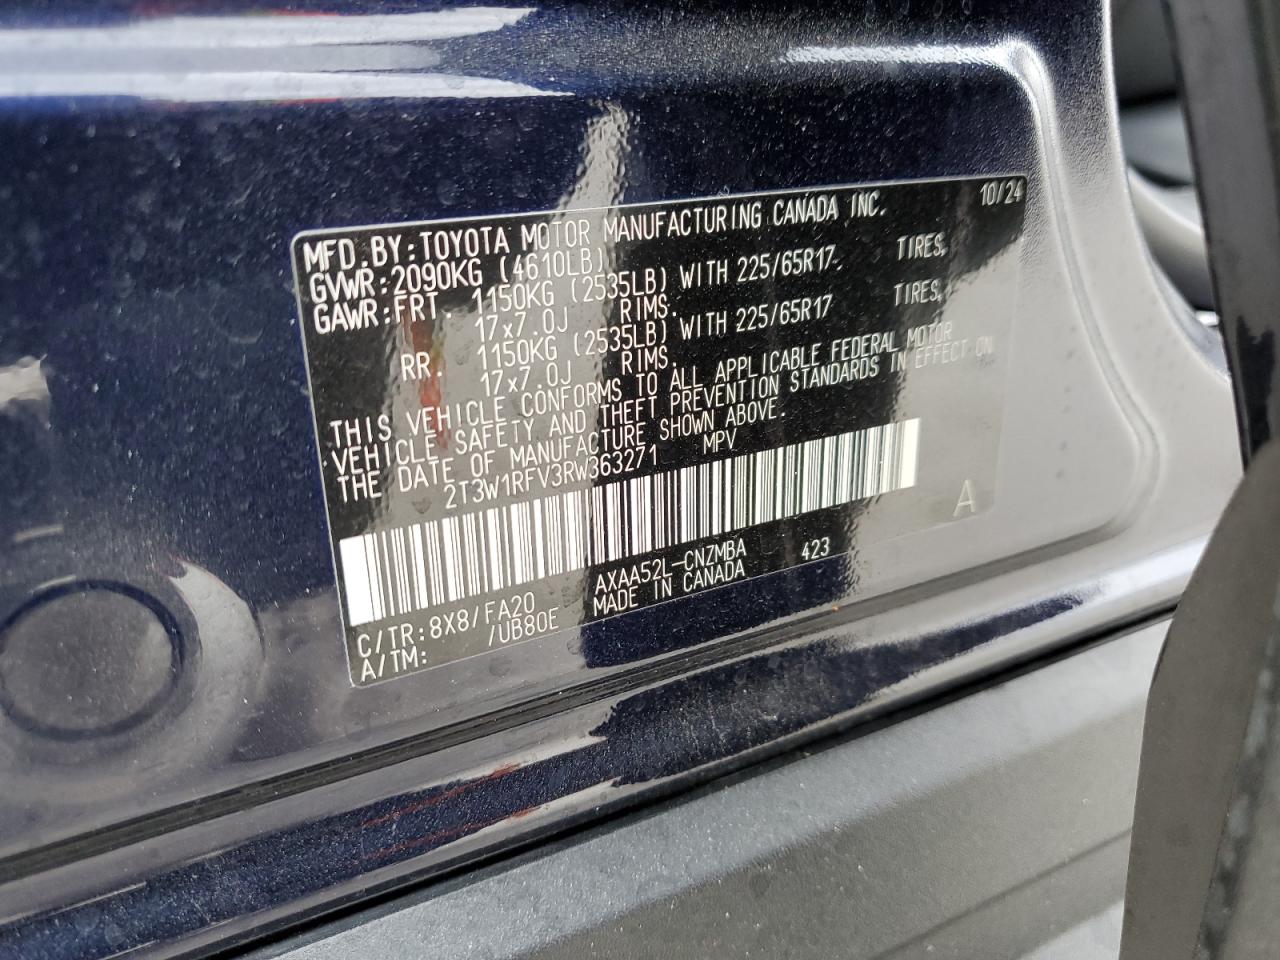 MFD.BY:TOYOTA MOTOR MANUFACTURING CANADA INC. 10/24
GVWR:2090KG (4610LB)
GAWR:FRT. 1150KG (2535LB) WITH 225/65R17 TIRES,
17x7.0J RIMS.
RR. 1150KG (2535LB) WITH 225/65R17 TIRES,
17x7.0J RIMS.
THIS VEHICLE CONFORMS TO ALL APPLICABLE FEDERAL MOTOR
VEHICLE SAFETY AND THEFT PREVENTION STANDARDS IN EFFECT ON
THE DATE OF MANUFACTURE SHOWN ABOVE.
2T3W1RFV3RW363271 MPV
A
C/TR:8X8/FA20 AXAA52L-CNZMBA 423
A/TM: /UB80E MADE IN CANADA